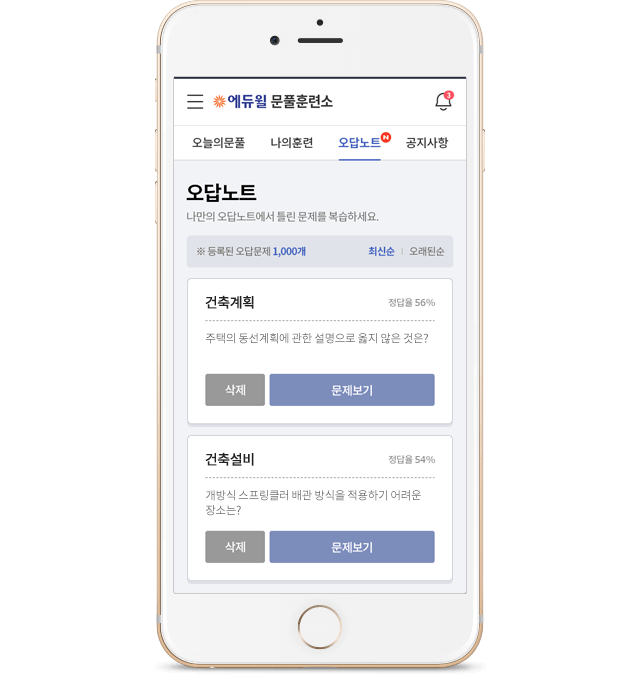 에듀윌 문풀훈련소
3
오늘의문풀 나의훈련 오답노트 N 공지사항
오답노트
나만의 오답노트에서 틀린 문제를 복습하세요.
※ 등록된 오답문제 1,000개 최신순 | 오래된순
건축계획 정답율 56%
주택의 동선계획에 관한 설명으로 옳지 않은 것은?
삭제 문제보기
건축설비 정답율 54%
개방식 스프링클러 배관 방식을 적용하기 어려운
장소는?
삭제 문제보기